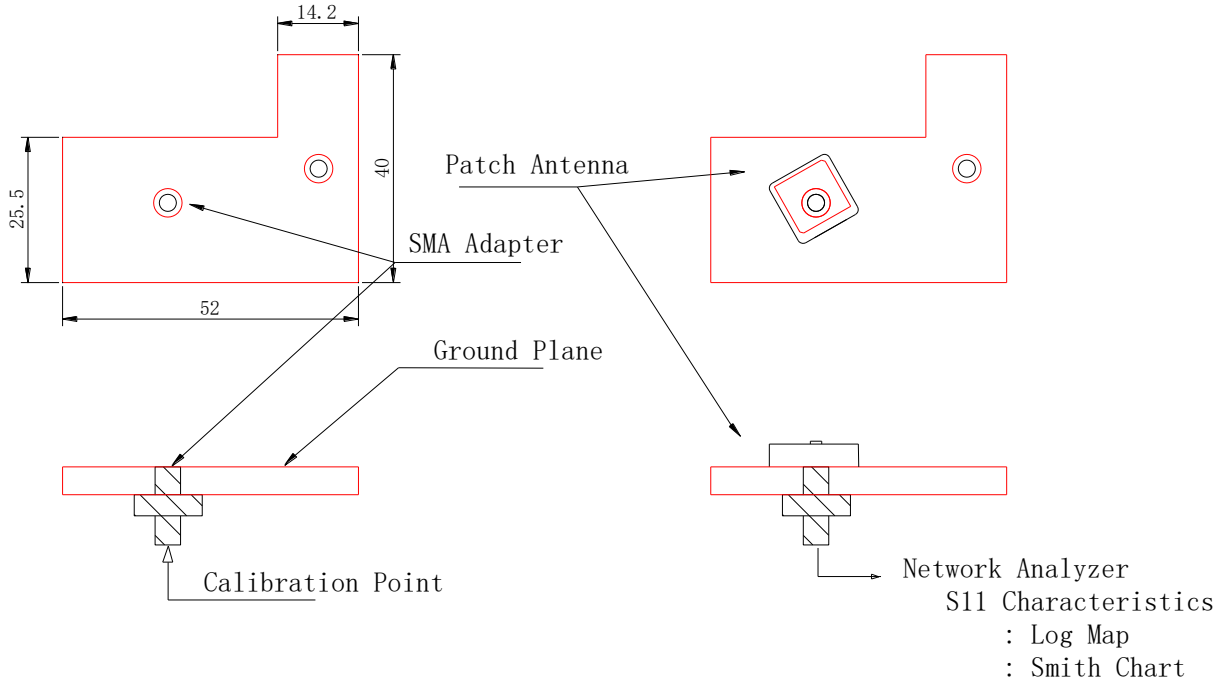 14.2
Patch Antenna
40
25.5
SMA Adapter
52
Ground Plane
Calibration Point
Network Analyzer
S11 Characteristics
: Log Map
: Smith Chart